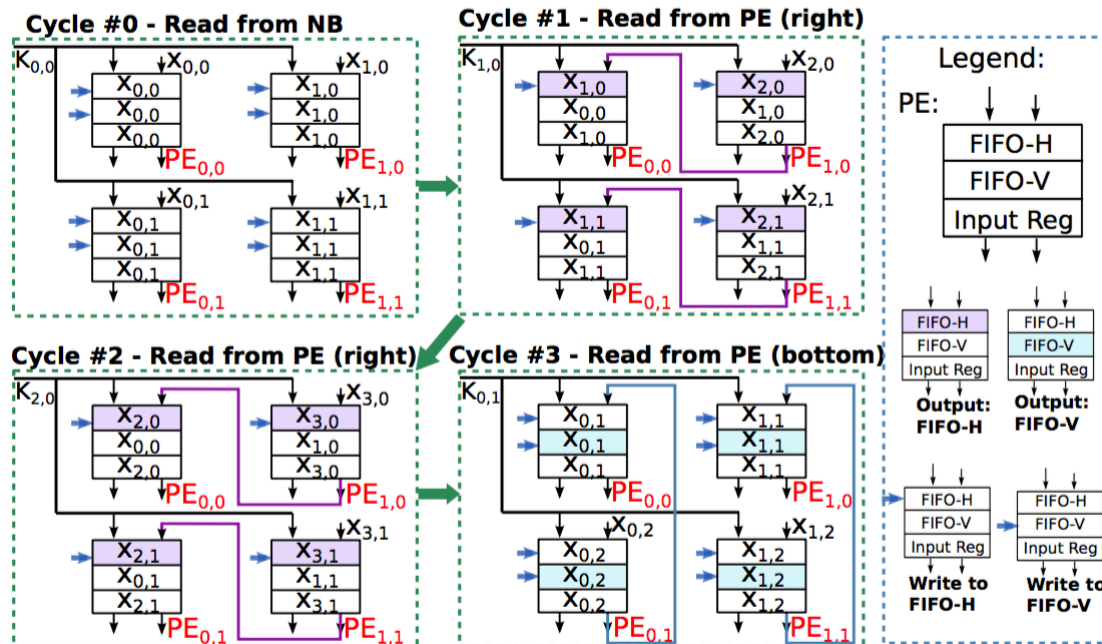 Cycle #0 - Read from NB
K0,0
X0,0
X1,0
X0,0
X0,0
X0,0
PE0,0
X1,0
X1,0
X1,0
PE1,0
X0,1
X1,1
X0,1
X0,1
X0,1
PE0,1
X1,1
X1,1
X1,1
PE1,1
Cycle #1 - Read from PE (right)
K1,0
X2,0
X1,0
X0,0
X1,0
PE0,0
X2,0
X1,0
X2,0
PE1,0
X2,1
X1,1
X0,1
X1,1
PE0,1
X2,1
X1,1
X2,1
PE1,1
Cycle #2 - Read from PE (right)
K2,0
X3,0
X2,0
X0,0
X2,0
PE0,0
X3,0
X1,0
X3,0
PE1,0
X3,1
X2,1
X0,1
X2,1
PE0,1
X3,1
X1,1
X3,1
PE1,1
Cycle #3 - Read from PE (bottom)
K0,1
X0,1
X0,1
X0,1
PE0,0
X1,1
X1,1
X1,1
PE1,0
X0,2
X1,2
X0,2
X0,2
X0,2
PE0,1
X1,2
X1,2
X1,2
PE1,1
Legend:
PE:
FIFO-H
FIFO-V
Input Reg
FIFO-H
FIFO-V
Input Reg
Output:
FIFO-H
FIFO-H
FIFO-V
Input Reg
Output:
FIFO-V
FIFO-H
FIFO-V
Input Reg
Write to
FIFO-H
FIFO-H
FIFO-V
Input Reg
Write to
FIFO-V